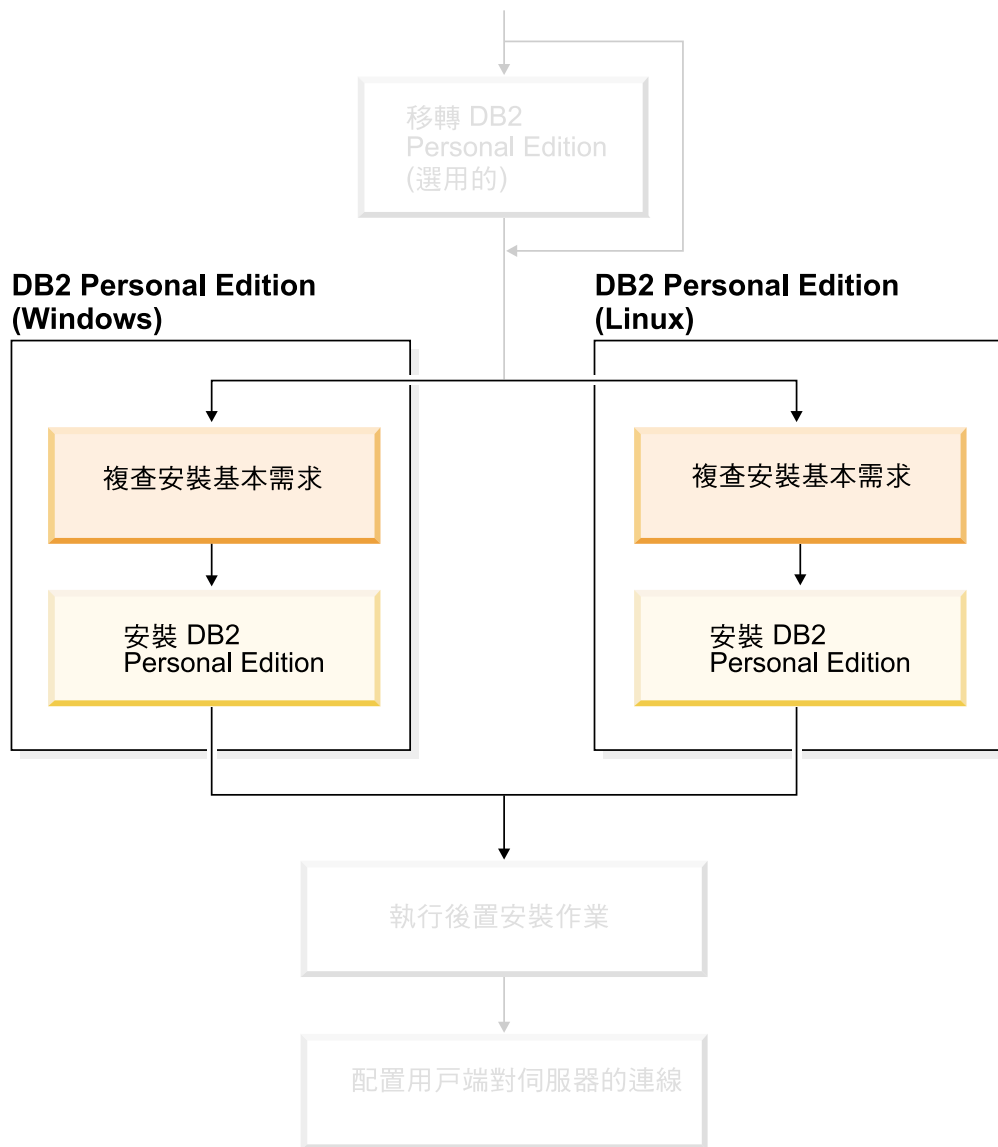 移轉 DB2
Personal Edition
(選用的)
DB2 Personal Edition
(Windows)
DB2 Personal Edition
(Linux)
複查安裝基本需求
複查安裝基本需求
安裝 DB2
Personal Edition
安裝 DB2
Personal Edition
執行後置安裝作業
配置用戶端對伺服器的連線